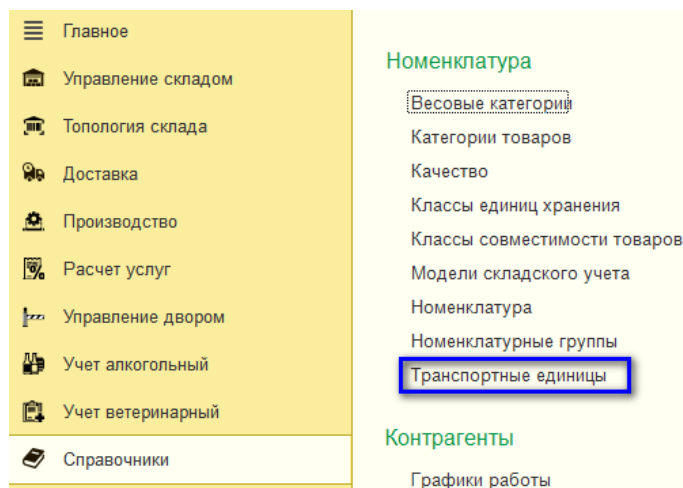 Главное
Управление складом
Топология склада
Доставка
Производство
Расчет услуг
Управление двором
Учет алкогольный
Учет ветеринарный
Справочники
Номенклатура
Весовые категории
Категории товаров
Качество
Классы единиц хранения
Классы совместимости товаров
Модели складского учета
Номенклатура
Номенклатурные группы
Транспортные единицы
Контрагенты
Графики работы